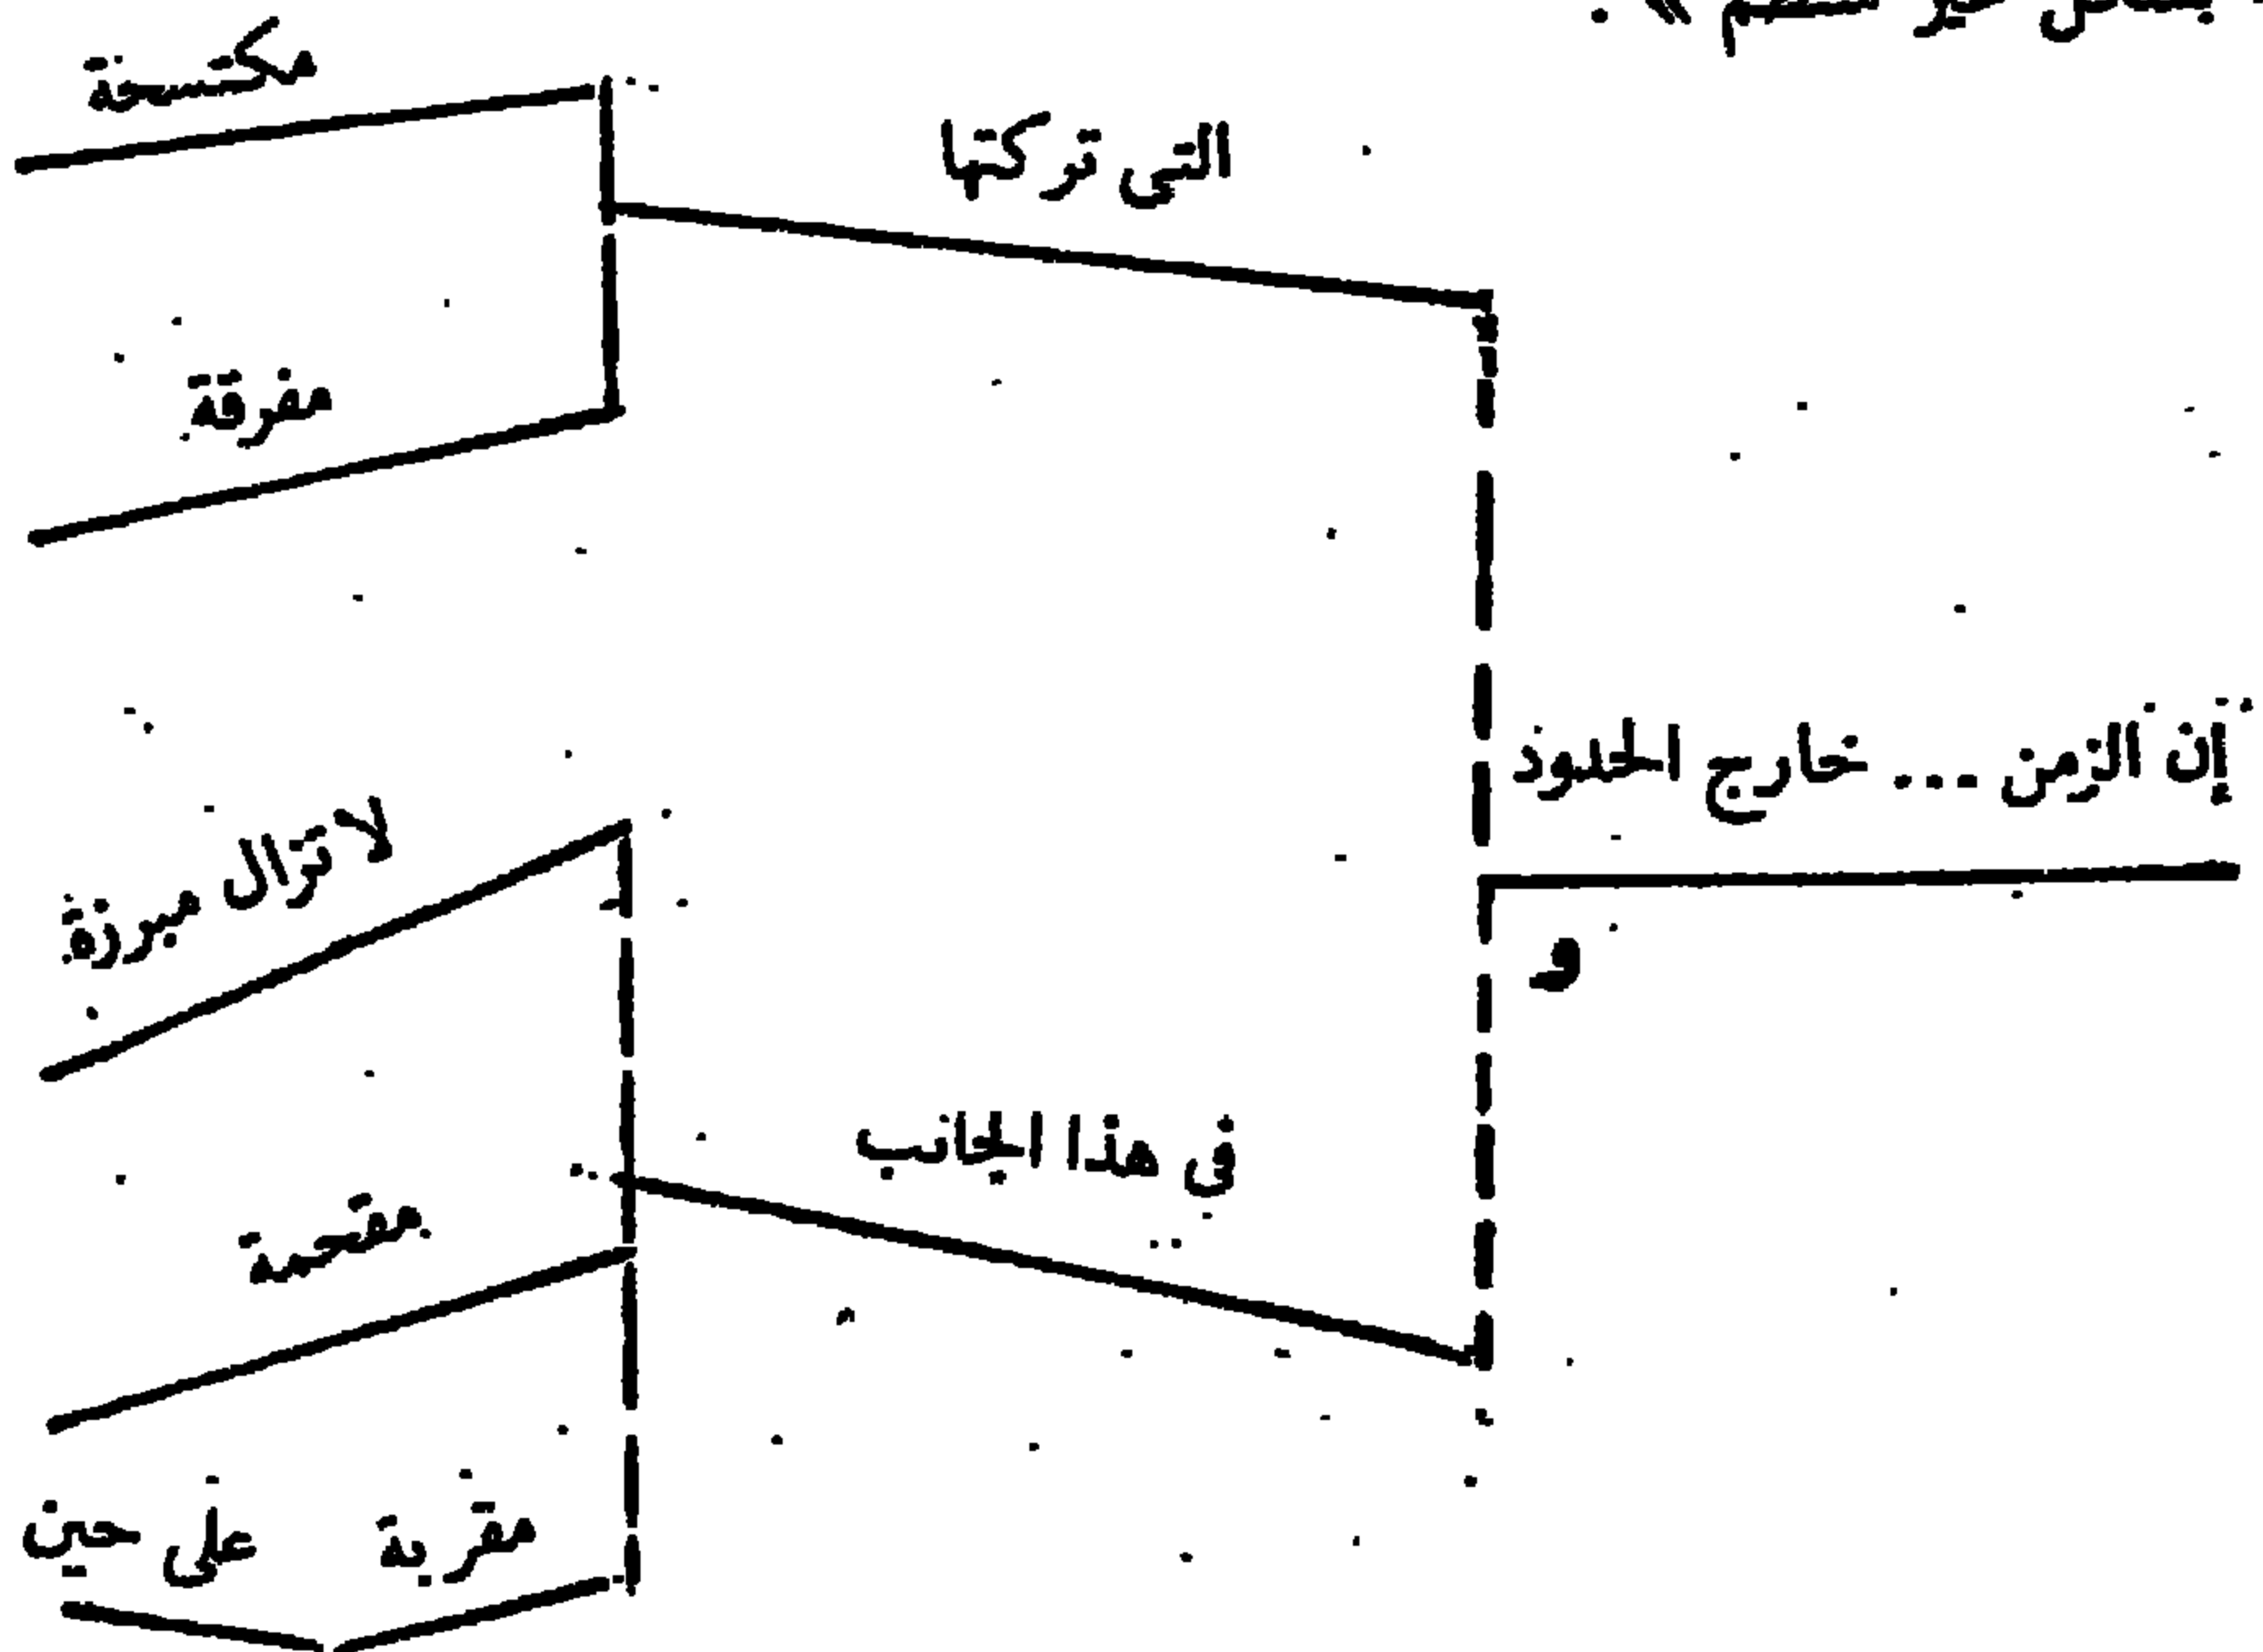 مكتسحة
التى تركتها
مفرقة
إن الزمن ... خارج الحدود
لا تزال مبرزة
و
فى هذا الجانب
مقحمة
مقربة على حين